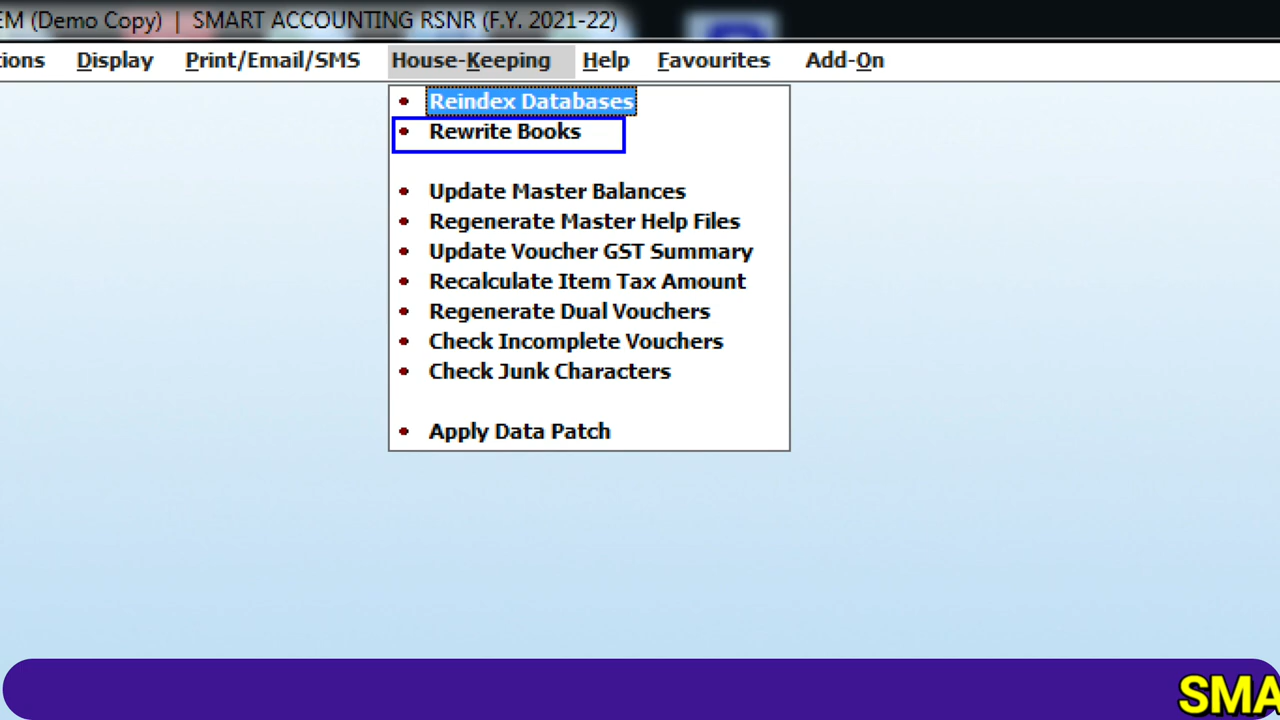 EM (Demo Copy) | SMART ACCOUNTING RSNR (F.Y. 2021-22)
tions Display Print/Email/SMS House-Keeping Help Favourites Add-On
• Reindex Databases
• Rewrite Books
• Update Master Balances
• Regenerate Master Help Files
• Update Voucher GST Summary
• Recalculate Item Tax Amount
• Regenerate Dual Vouchers
• Check Incomplete Vouchers
• Check Junk Characters
• Apply Data Patch
SMA